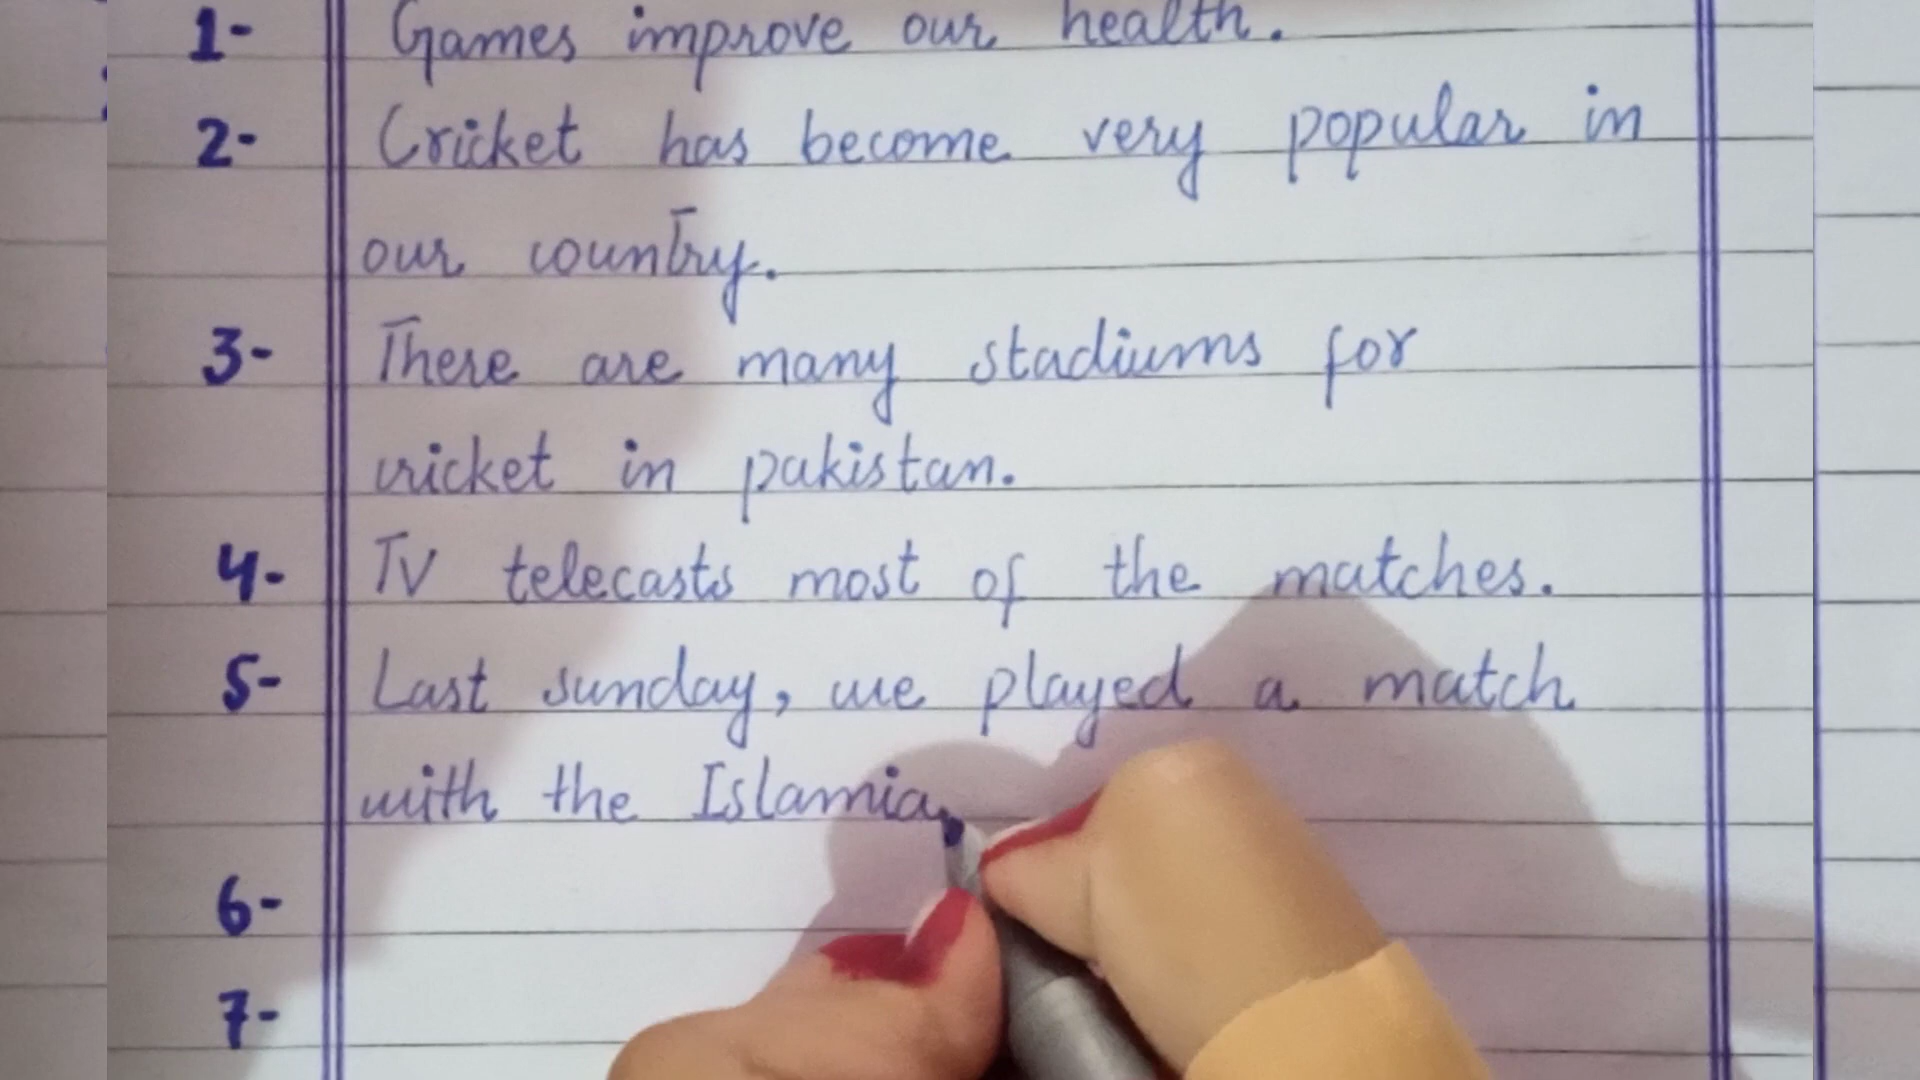 1- Games improve our health.
2- Cricket has become very popular in
our country.
3- There are many stadiums for
cricket in pakistan.
4- TV telecasts most of the matches.
5- Last sunday, we played a match
with the Islamia
6-
7-